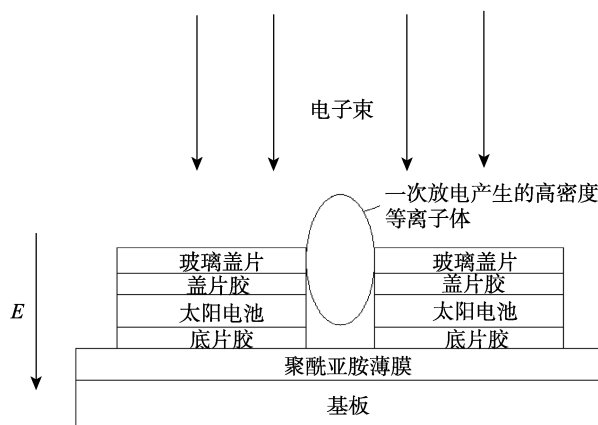 电子束
一次放电产生的高密度
等离子体
E
玻璃盖片
盖片胶
太阳电池
底片胶
玻璃盖片
盖片胶
太阳电池
底片胶
聚酰亚胺薄膜
基板